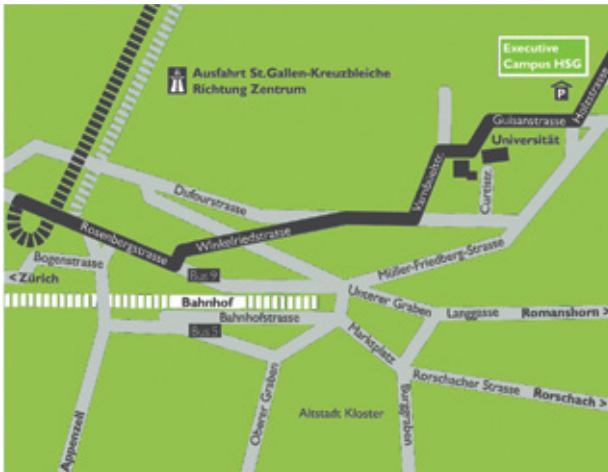 Executive
Campus HSG
Ausfahrt St.Gallen-Kreuzbleiche
Richtung Zentrum
P
Holzstrasse
Guisanstrasse
Universität
Varnbüelstr.
Curtistr.
Dufourstrasse
Rosenbergstrasse
Winkelriedstrasse
Bogenstrasse
Müller-Friedberg-Strasse
< Zürich
Bus 9
Bahnhof
Unterer Graben
Bahnhofstrasse
Langgasse
Romanshorn >
Bus 5
Marktplatz
Rorschacher Strasse
Rorschach >
Oberer Graben
Altstadt Kloster
Burggraben
Appenzell